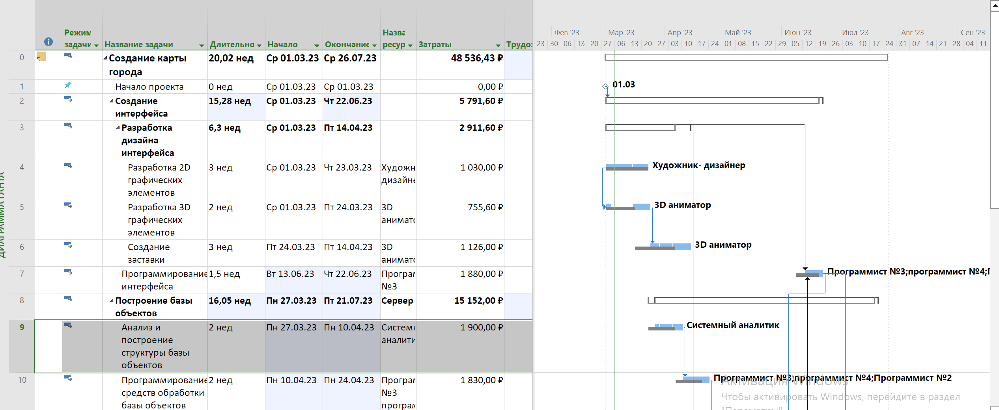 Режим задачи Название задачи Длительно Начало Окончание Назва ресур Затраты Трудоз
Фев '23 Мар '23 Апр '23 Май '23 Июн '23 Июл '23 Авг '23 Сен '23
23 30 06 13 20 27 06 13 20 27 03 10 17 24 01 08 15 22 29 05 12 19 26 03 10 17 24 31 07 14 21 28 04 11
ДИАГРАММА ГАНТА
0 Создание карты 20,02 нед Ср 01.03.23 Ср 26.07.23 48 536,43 ₽
города
1 Начало проекта 0 нед Ср 01.03.23 Ср 01.03.23 0,00 ₽ 01.03
2 Создание 15,28 нед Ср 01.03.23 Чт 22.06.23 5 791,60 ₽
интерфейса
3 Разработка 6,3 нед Ср 01.03.23 Пт 14.04.23 2 911,60 ₽
дизайна
интерфейса
4 Разработка 2D 3 нед Ср 01.03.23 Чт 23.03.23 Художн 1 030,00 ₽ Художник- дизайнер
графических дизайне
элементов
5 Разработка 3D 2 нед Ср 01.03.23 Пт 24.03.23 3D 755,60 ₽ 3D аниматор
графических анимато
элементов
6 Создание 3 нед Пт 24.03.23 Пт 14.04.23 3D 1 126,00 ₽ 3D аниматор
заставки анимато
7 Программирование 1,5 нед Вт 13.06.23 Чт 22.06.23 Програм 1 880,00 ₽ Программист №3;программист №4;П
интерфейса №3
8 Построение базы 16,05 нед Пн 27.03.23 Пт 21.07.23 Сервер 15 152,00 ₽
объектов
9 Анализ и 2 нед Пн 27.03.23 Пн 10.04.23 Системн 1 900,00 ₽ Системный аналитик
построение аналити
структуры базы
объектов
10 Программирование 2 нед Пн 10.04.23 Пн 24.04.23 Програм 1 830,00 ₽ Программист №3;программист №4;Программист №2
средств обработки №3
базы объектов програм
Активация Windows
Чтобы активировать Windows, перейдите в раздел
"Параметры"